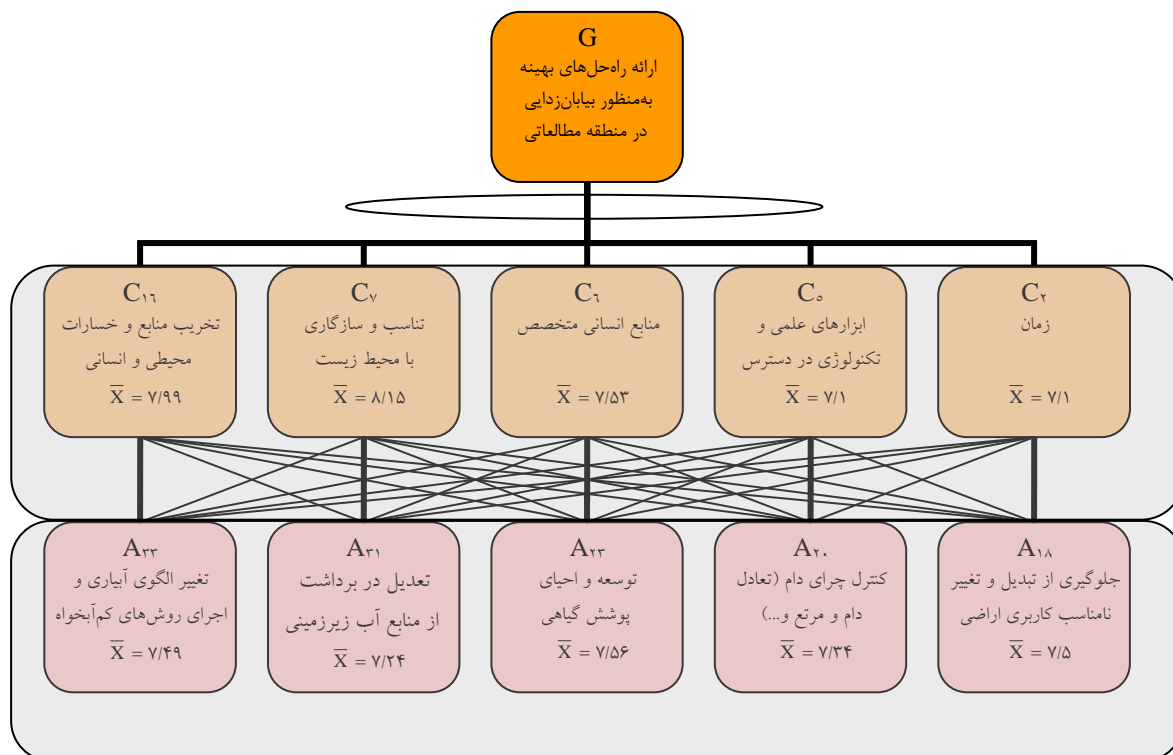 G
ارائه راه‌حل‌های بهینه
به‌منظور بیابان‌زدایی
در منطقه مطالعاتی
C۲
زمان
X̅ = ۷/۱
C۵
ابزارهای علمی و
تکنولوژی در دسترس
X̅ = ۷/۱
C۶
منابع انسانی متخصص
X̅ = ۷/۵۳
C۷
تناسب و سازگاری
با محیط زیست
X̅ = ۸/۱۵
C۱۶
تخریب منابع و خسارات
محیطی و انسانی
X̅ = ۷/۹۹
A۱۸
جلوگیری از تبدیل و تغییر
نامناسب کاربری اراضی
X̅ = ۷/۵
A۲۰
کنترل چرای دام (تعادل
دام و مرتع و...)
X̅ = ۷/۳۴
A۲۳
توسعه و احیای
پوشش گیاهی
X̅ = ۷/۵۶
A۳۱
تعدیل در برداشت
از منابع آب زیرزمینی
X̅ = ۷/۲۴
A۳۳
تغییر الگوی آبیاری و
اجرای روش‌های کم‌آبخواه
X̅ = ۷/۴۹